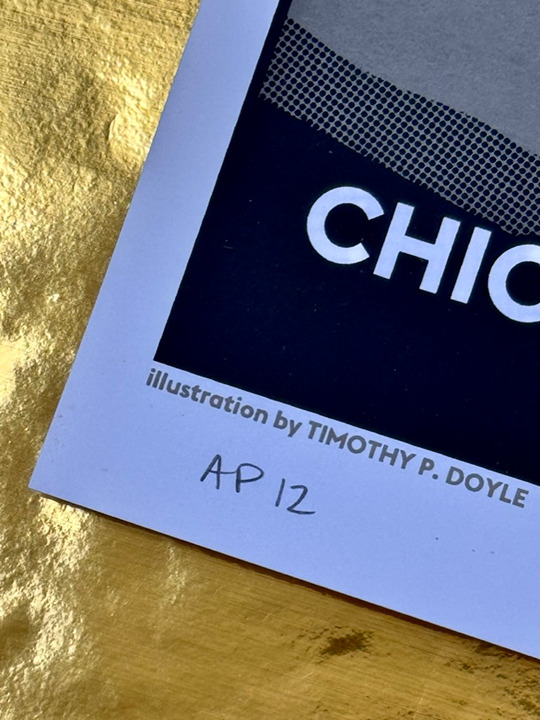 CHIC
illustration by TIMOTHY P. DOYLE
AP 12